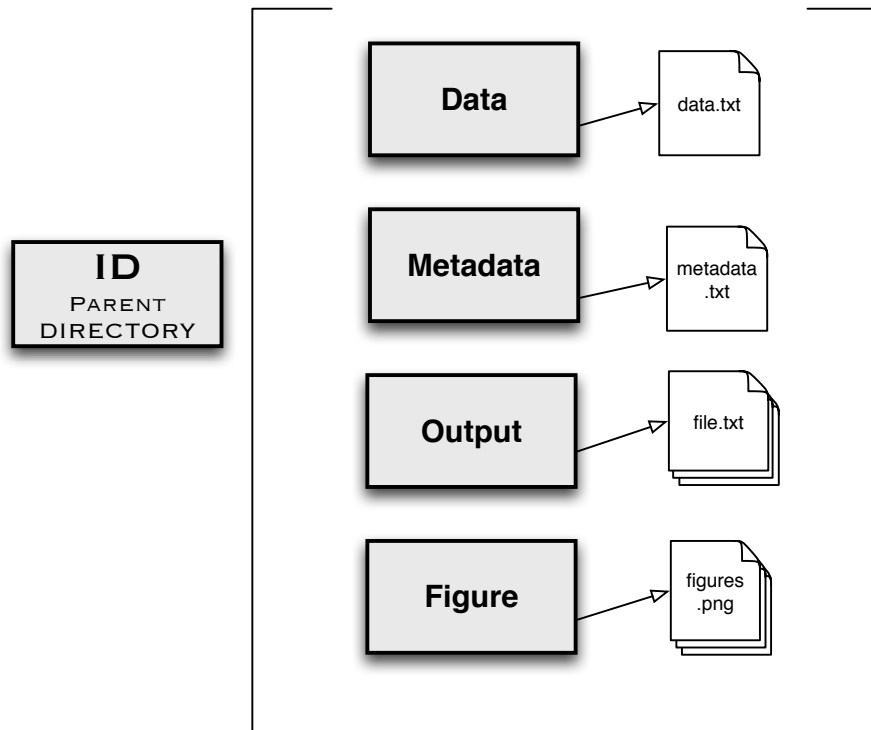 Data
data.txt
ID
PARENT
DIRECTORY
Metadata
metadata
.txt
Output
file.txt
Figure
figures
.png